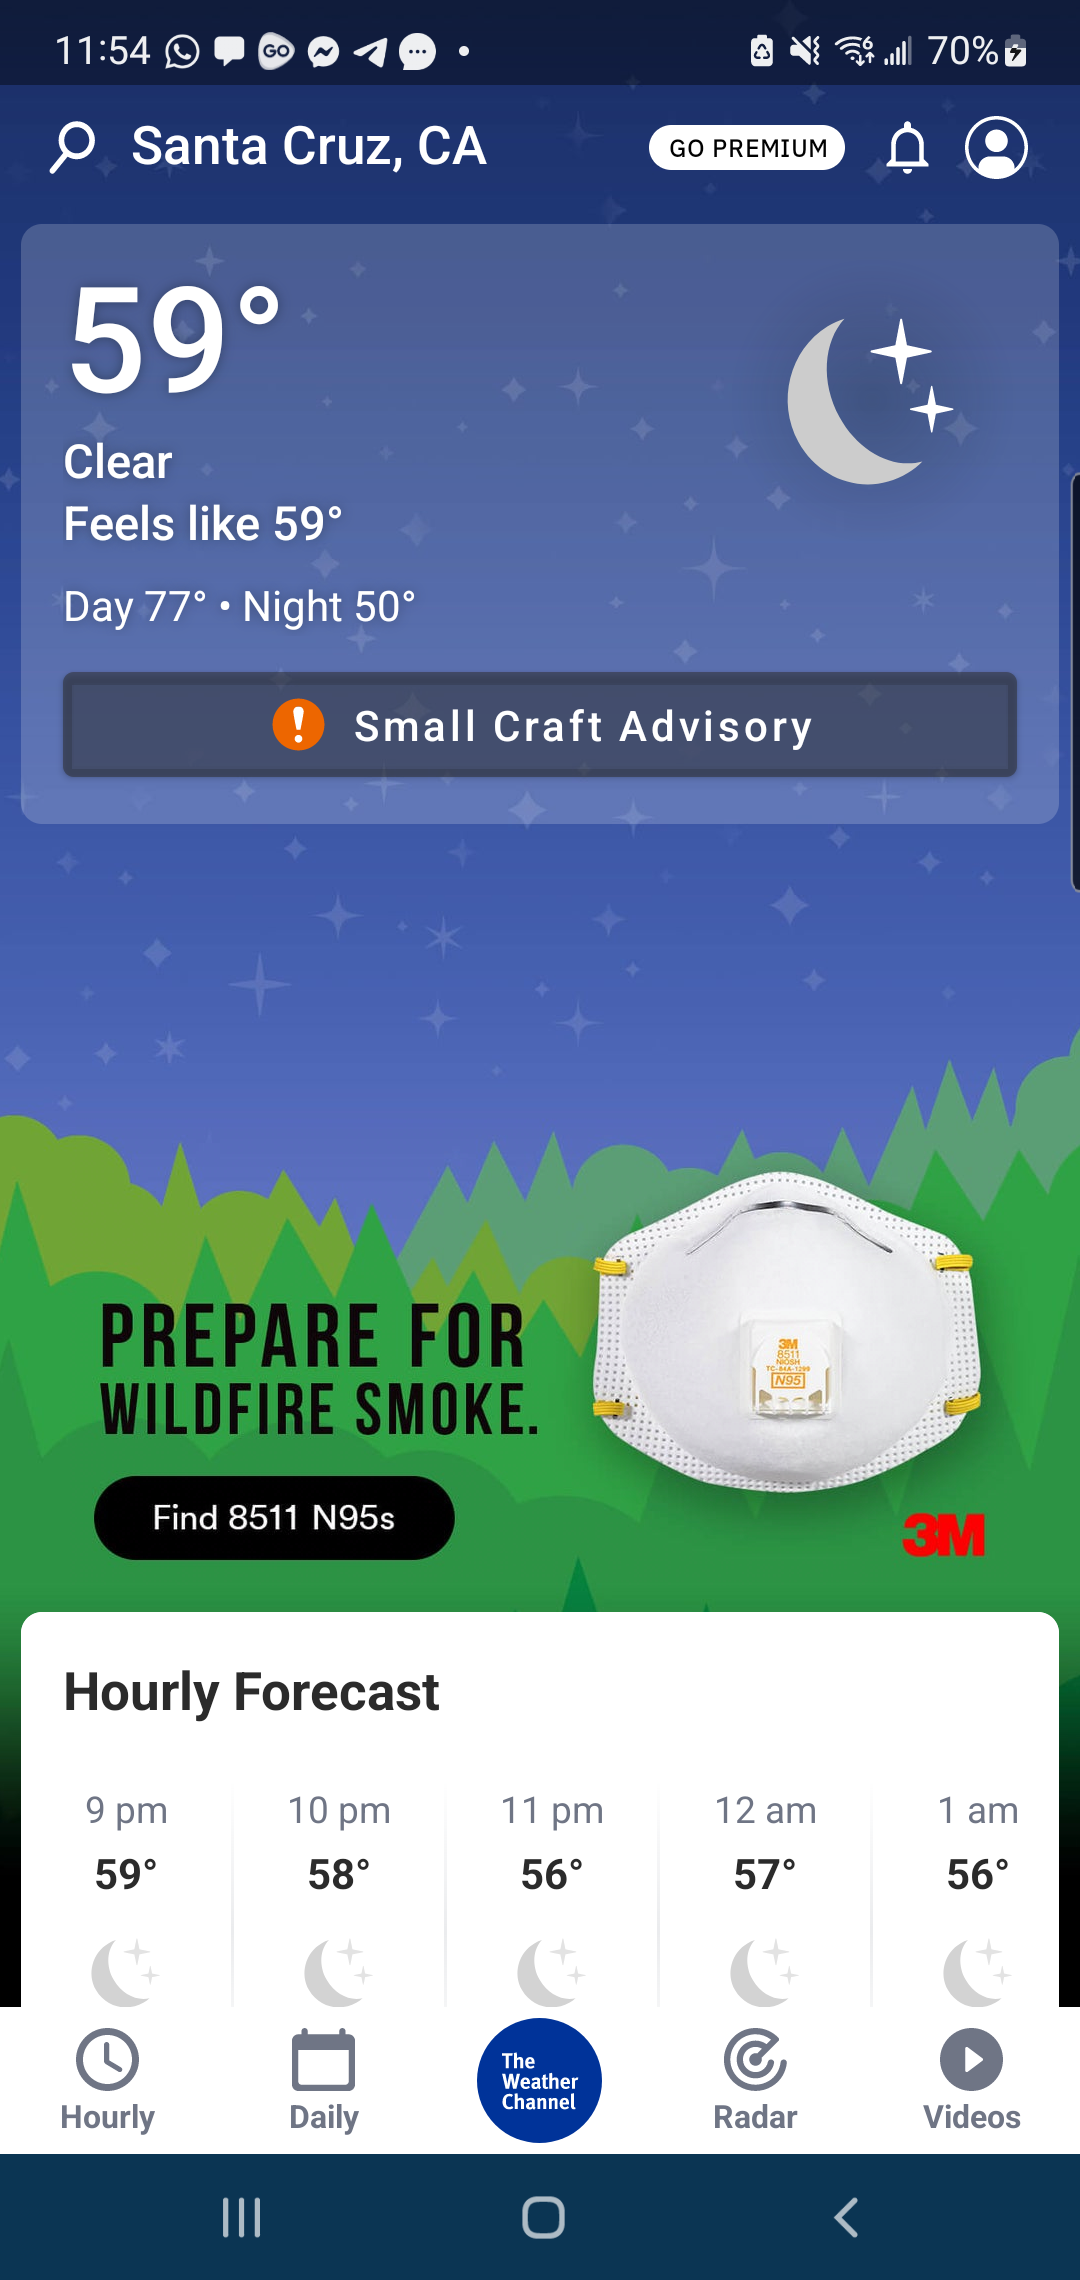 11:54 GO 6 70%
Santa Cruz, CA GO PREMIUM
59°
Clear
Feels like 59°
Day 77° • Night 50°
Small Craft Advisory
PREPARE FOR
WILDFIRE SMOKE.
3M
8511
NIOSH
TC-84A-1299
N95
Find 8511 N95s
3M
Hourly Forecast
9 pm 10 pm 11 pm 12 am 1 am
59° 58° 56° 57° 56°
The
Weather
Channel
Hourly Daily Radar Videos